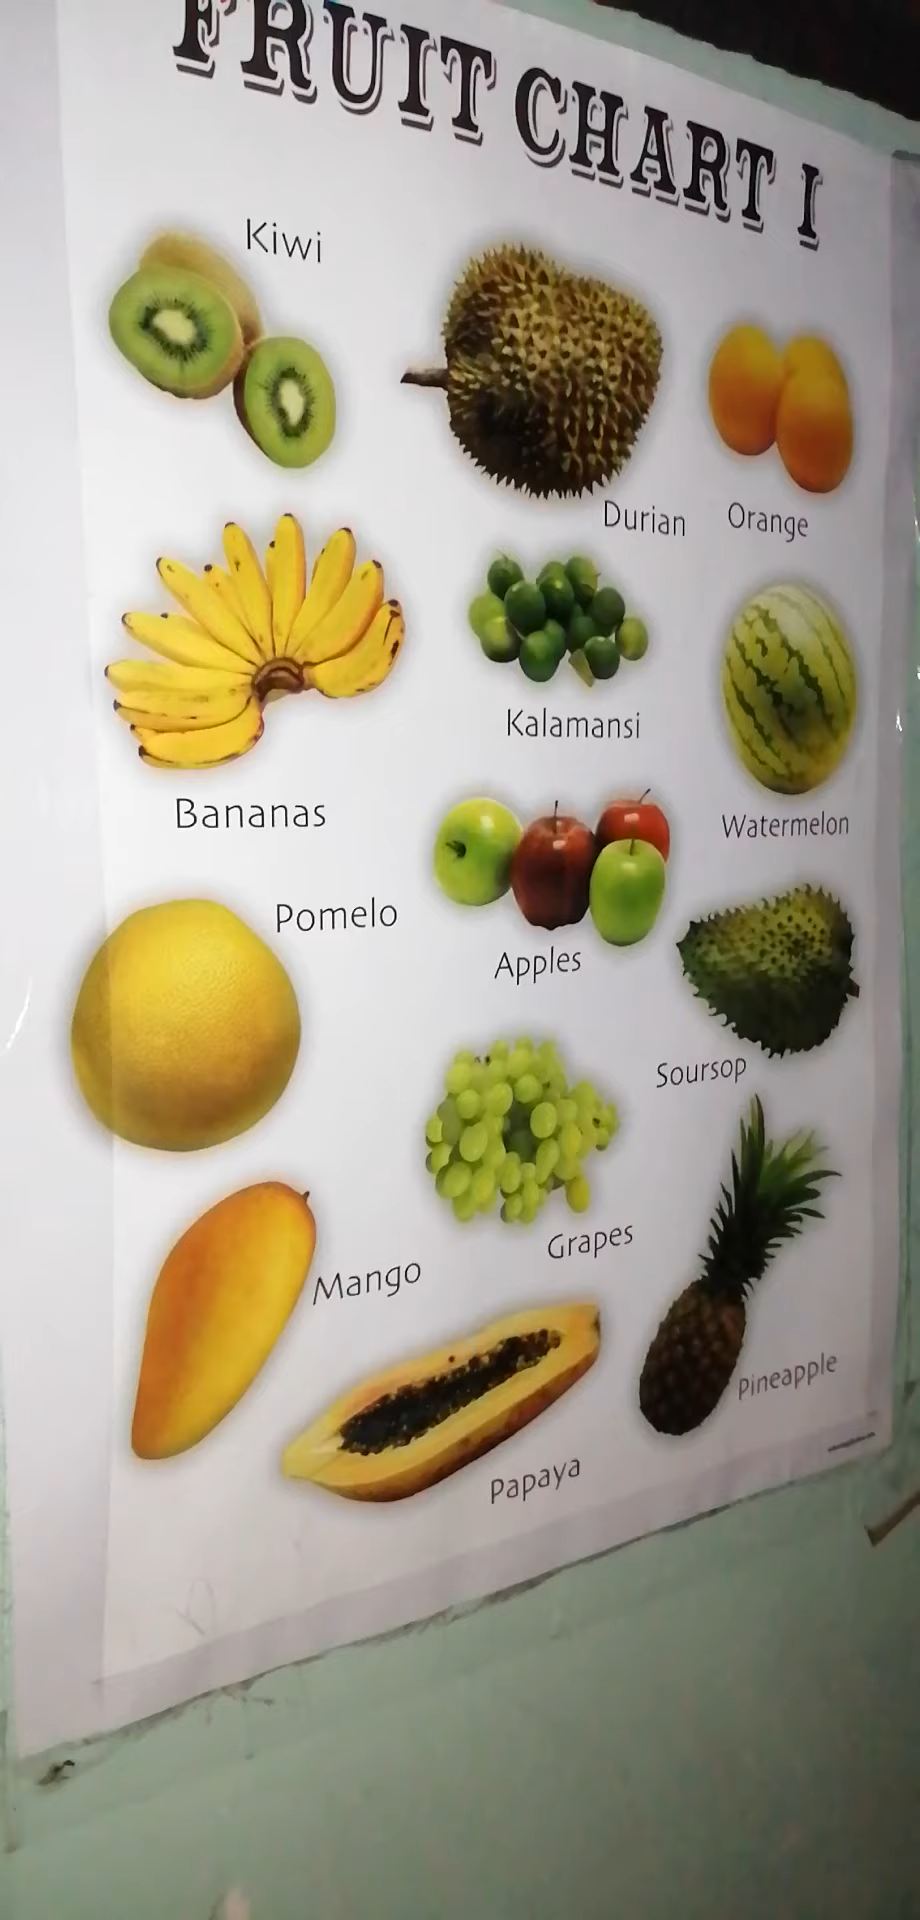 FRUIT CHART I
Kiwi
Durian
Orange
Bananas
Kalamansi
Watermelon
Pomelo
Apples
Soursop
Mango
Grapes
Pineapple
Papaya